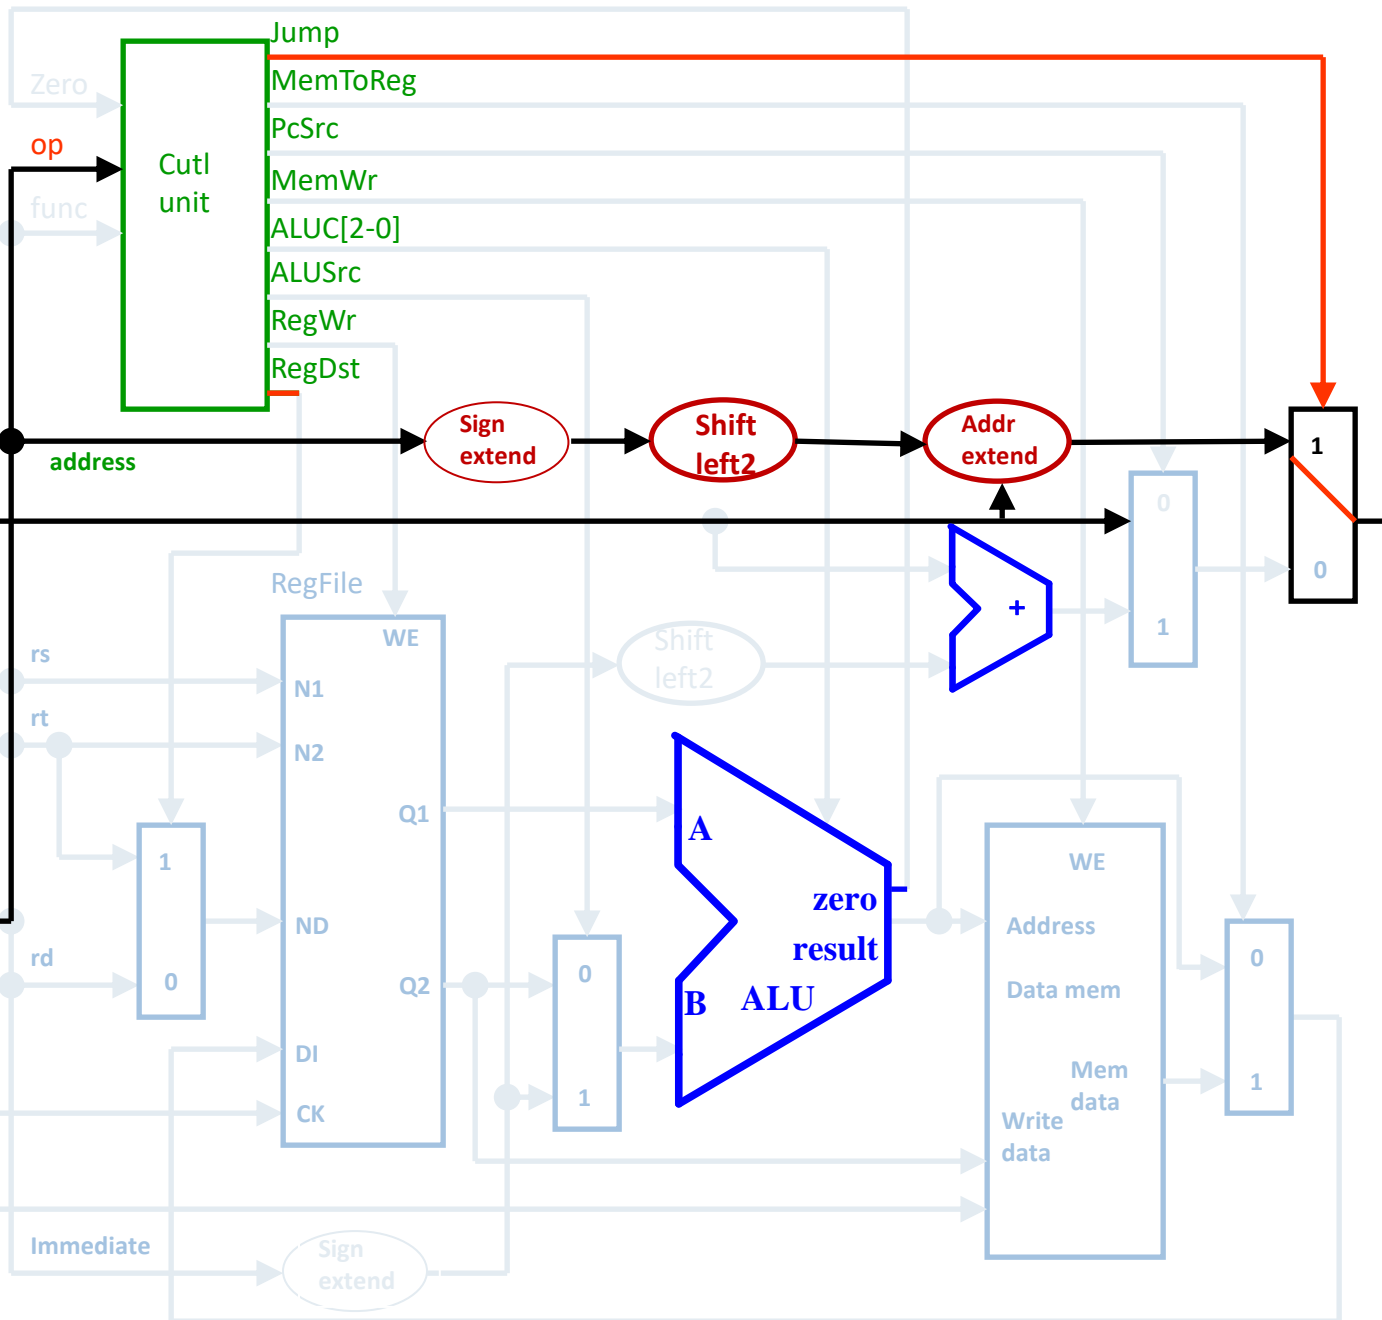 Jump
Zero
MemToReg
PcSrc
op
Cutl
unit
MemWr
func
ALUC[2-0]
ALUSrc
RegWr
RegDst
Sign
extend
Shift
left2
Addr
extend
1
address
0
0
RegFile
+
1
WE
rs
N1
Shift
left2
rt
N2
Q1
A
1
WE
zero
ND
Address
result
rd
0
Q2
0
0
Data mem
B
ALU
DI
Mem
data
1
1
CK
Write
data
Immediate
Sign
extend